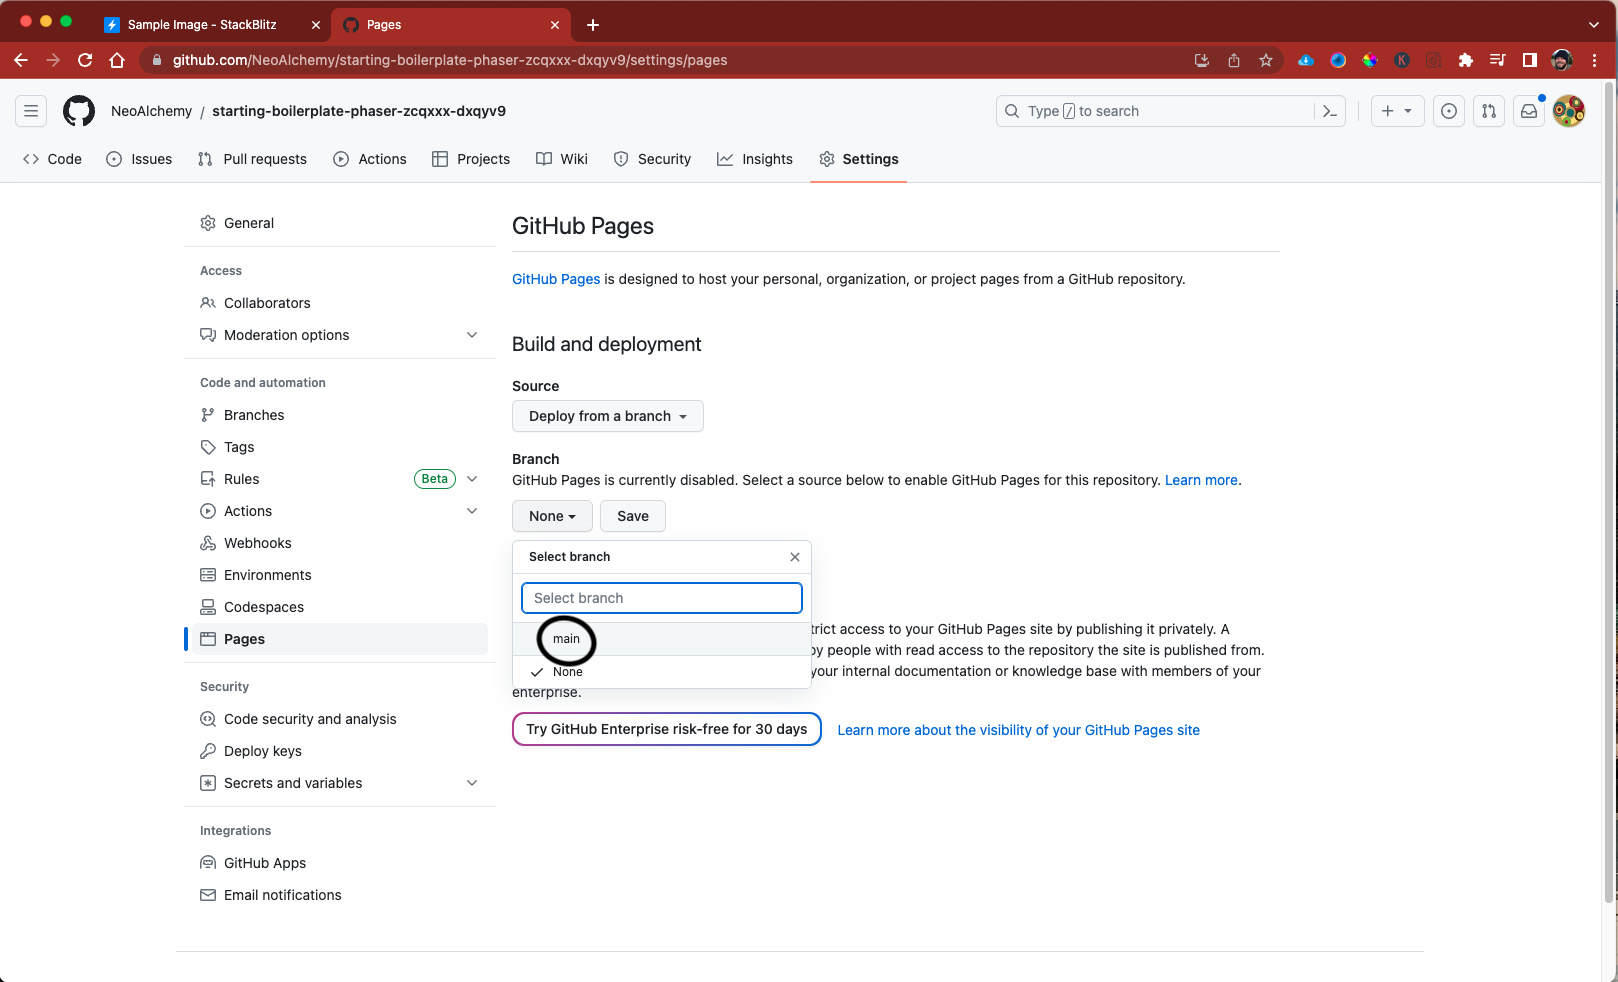 Sample Image - StackBlitz
Pages
github.com/NeoAlchemy/starting-boilerplate-phaser-zcqxxx-dxqyv9/settings/pages
NeoAlchemy / starting-boilerplate-phaser-zcqxxx-dxqyv9
Type / to search
Code
Issues
Pull requests
Actions
Projects
Wiki
Security
Insights
Settings
General
Access
Collaborators
Moderation options
Code and automation
Branches
Tags
Rules
Beta
Actions
Webhooks
Environments
Codespaces
Pages
Security
Code security and analysis
Deploy keys
Secrets and variables
Integrations
GitHub Apps
Email notifications
GitHub Pages
GitHub Pages is designed to host your personal, organization, or project pages from a GitHub repository.
Build and deployment
Source
Deploy from a branch
Branch
GitHub Pages is currently disabled. Select a source below to enable GitHub Pages for this repository. Learn more.
None
Save
Select branch
Select branch
main
None
trict access to your GitHub Pages site by publishing it privately. A
by people with read access to the repository the site is published from.
your internal documentation or knowledge base with members of your
enterprise.
Try GitHub Enterprise risk-free for 30 days
Learn more about the visibility of your GitHub Pages site